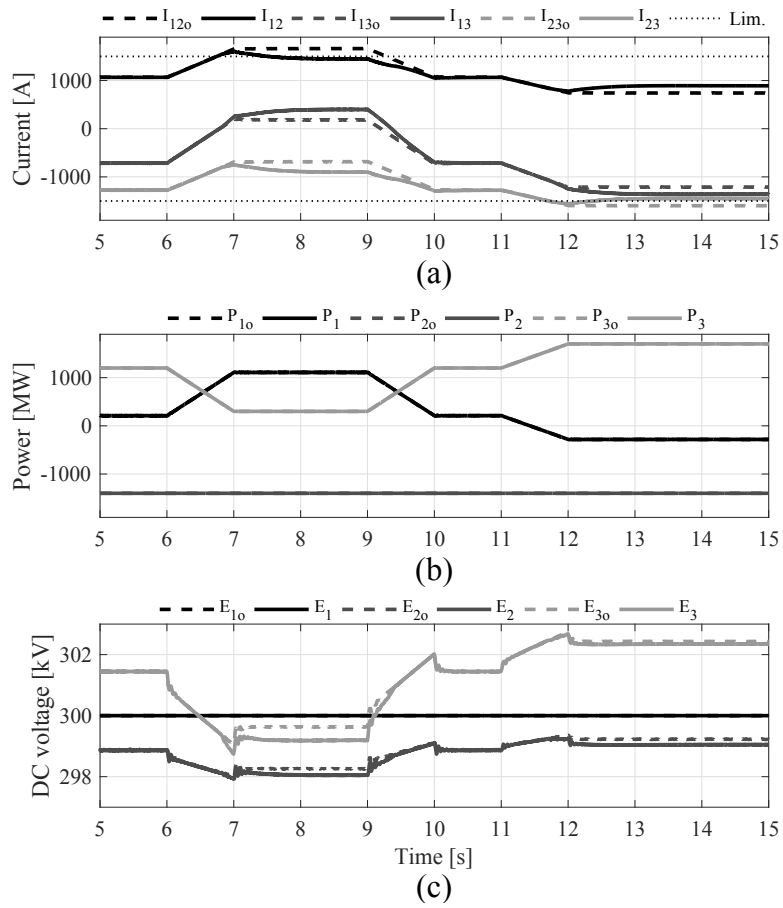 I12o I12 I13o I13 I23o I23 Lim.
Current [A]
1000
0
-1000
5 6 7 8 9 10 11 12 13 14 15
(a)
P1o P1 P2o P2 P3o P3
Power [MW]
1000
0
-1000
5 6 7 8 9 10 11 12 13 14 15
(b)
E1o E1 E2o E2 E3o E3
DC voltage [kV]
302
300
298
5 6 7 8 9 10 11 12 13 14 15
Time [s]
(c)